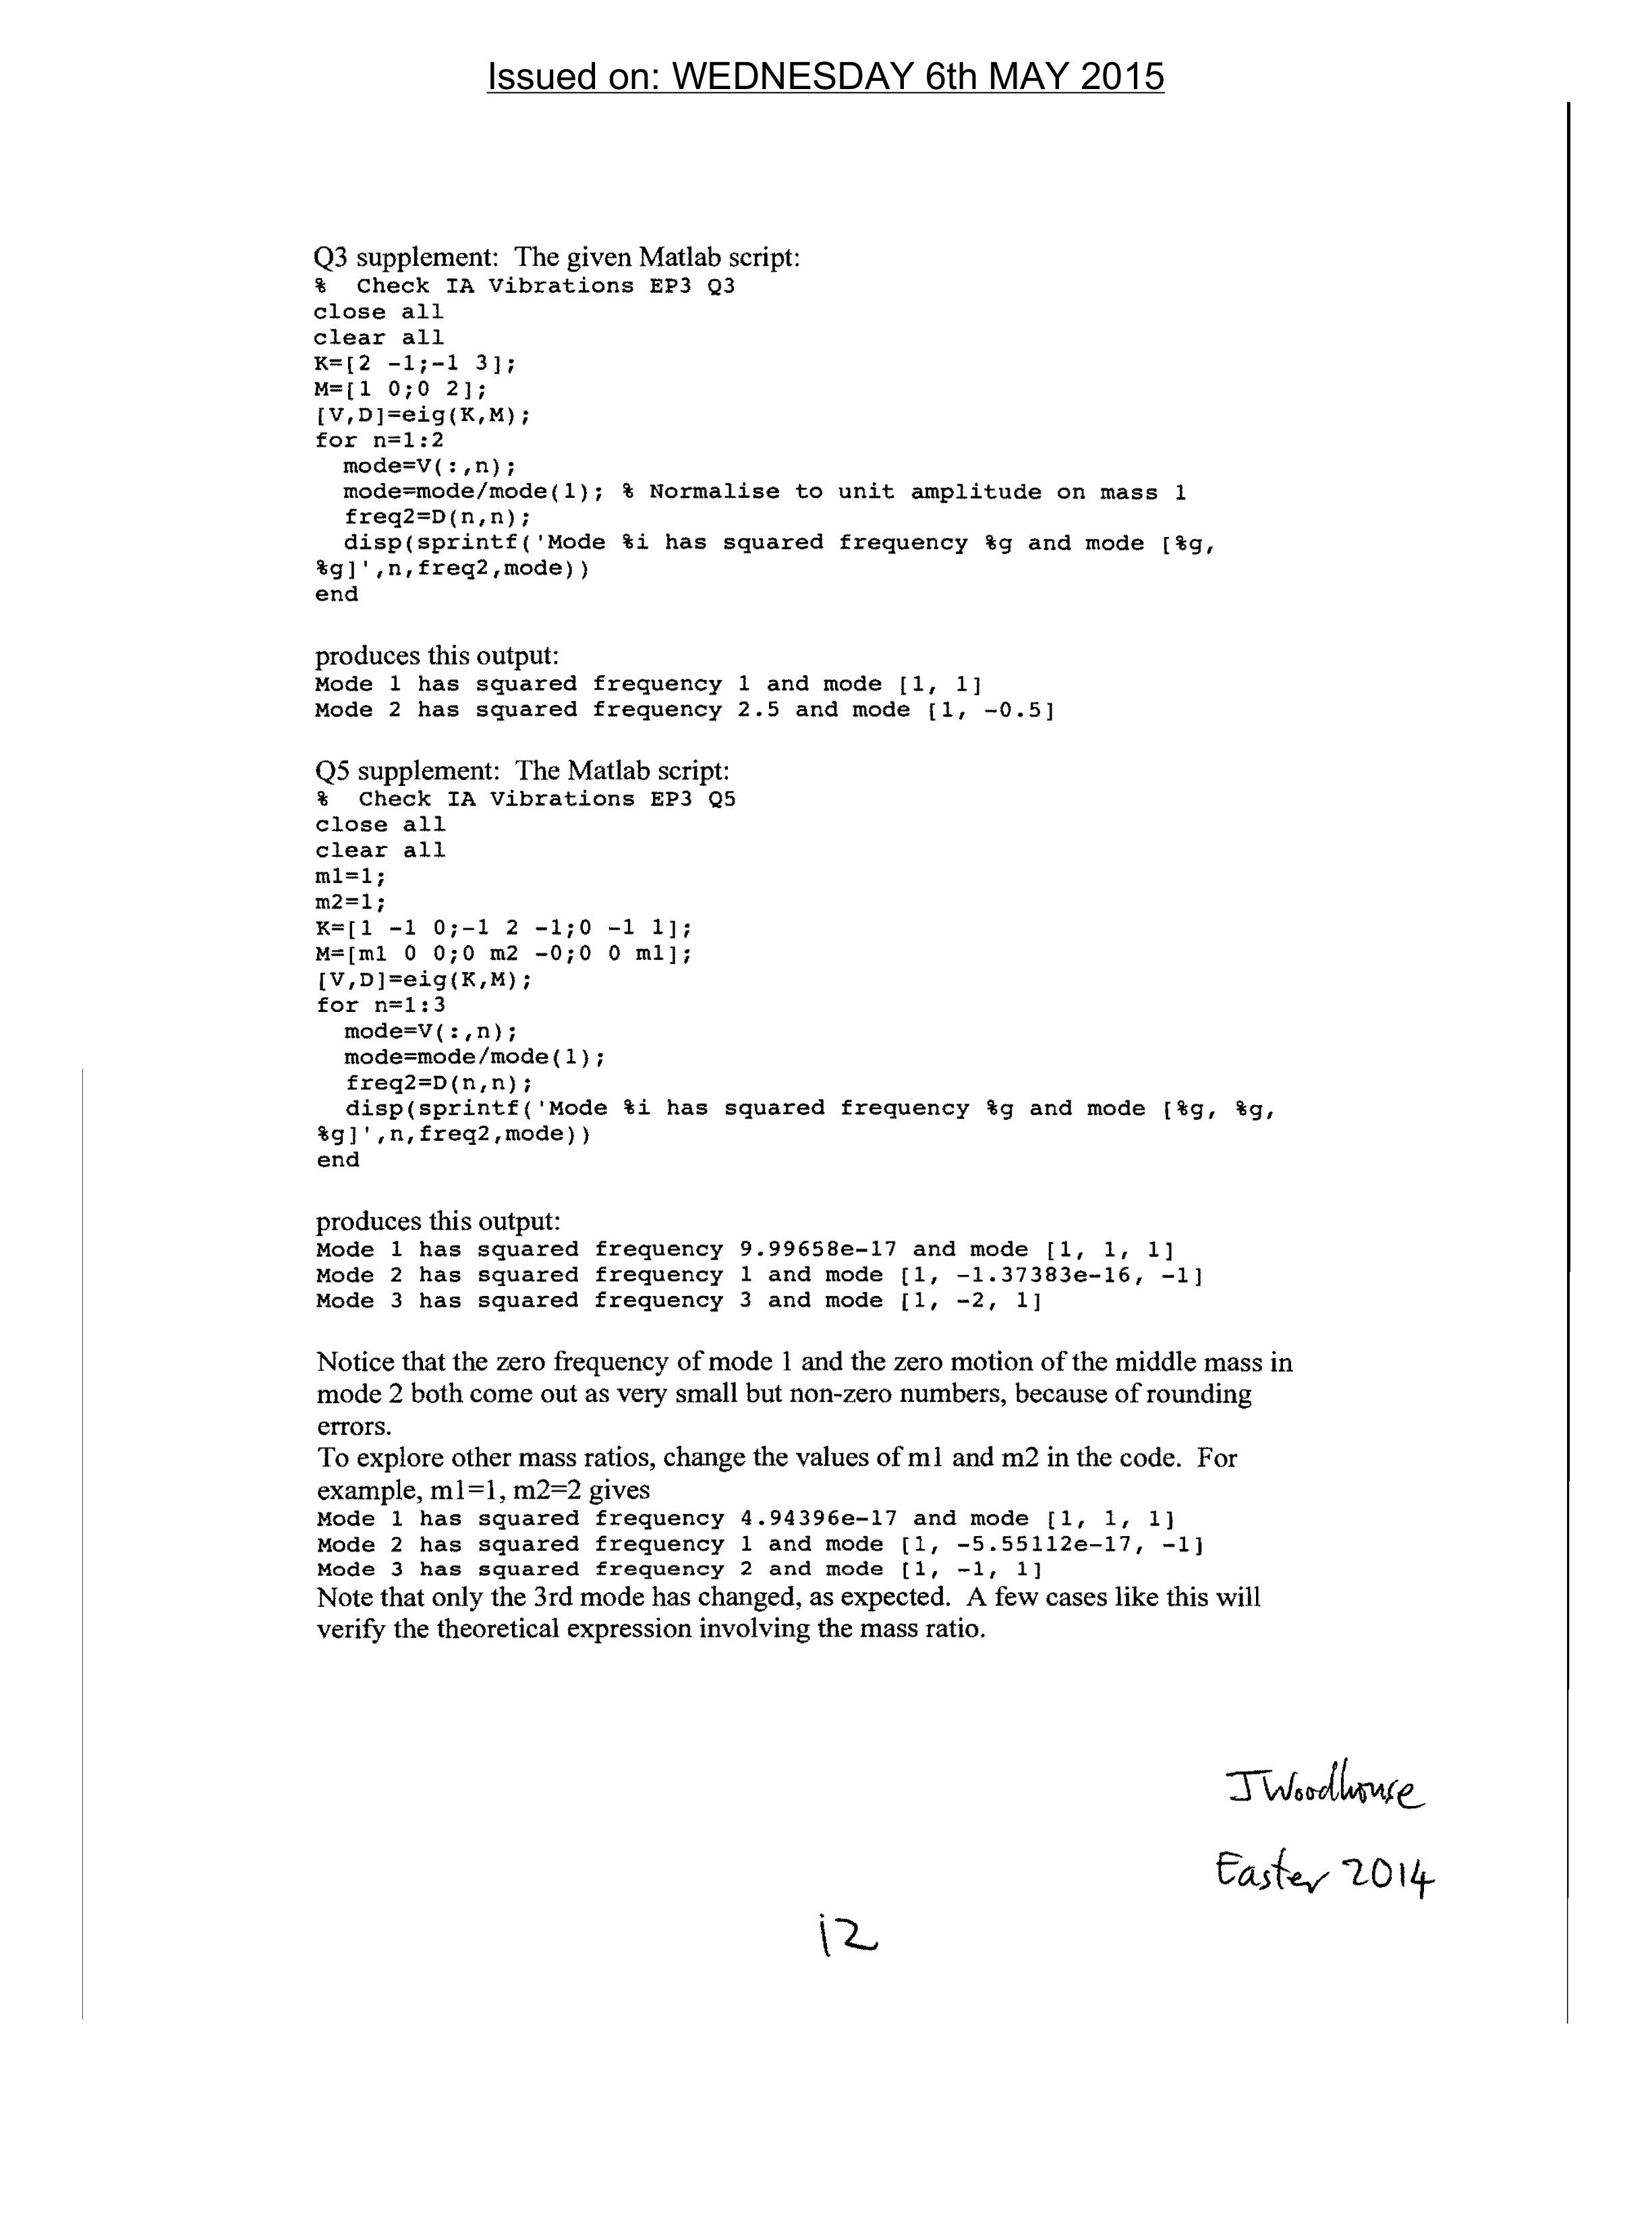 Issued on: WEDNESDAY 6th MAY 2015
Q3 supplement:  The given Matlab script:
%  Check IA Vibrations EP3 Q3
close all
clear all
K=[2 -1;-1 3];
M=[1 0;0 2];
[V,D]=eig(K,M);
for n=1:2
  mode=V(:,n);
  mode=mode/mode(1); % Normalise to unit amplitude on mass 1
  freq2=D(n,n);
  disp(sprintf('Mode %i has squared frequency %g and mode [%g,
%g]',n,freq2,mode))
end
produces this output:
Mode 1 has squared frequency 1 and mode [1, 1]
Mode 2 has squared frequency 2.5 and mode [1, -0.5]
Q5 supplement:  The Matlab script:
%  Check IA Vibrations EP3 Q5
close all
clear all
m1=1;
m2=1;
K=[1 -1 0;-1 2 -1;0 -1 1];
M=[m1 0 0;0 m2 -0;0 0 m1];
[V,D]=eig(K,M);
for n=1:3
  mode=V(:,n);
  mode=mode/mode(1);
  freq2=D(n,n);
  disp(sprintf('Mode %i has squared frequency %g and mode [%g, %g,
%g]',n,freq2,mode))
end
produces this output:
Mode 1 has squared frequency 9.99658e-17 and mode [1, 1, 1]
Mode 2 has squared frequency 1 and mode [1, -1.37383e-16, -1]
Mode 3 has squared frequency 3 and mode [1, -2, 1]
Notice that the zero frequency of mode 1 and the zero motion of the middle mass in
mode 2 both come out as very small but non-zero numbers, because of rounding
errors.
To explore other mass ratios, change the values of m1 and m2 in the code.  For
example, m1=1, m2=2 gives
Mode 1 has squared frequency 4.94396e-17 and mode [1, 1, 1]
Mode 2 has squared frequency 1 and mode [1, -5.55112e-17, -1]
Mode 3 has squared frequency 2 and mode [1, -1, 1]
Note that only the 3rd mode has changed, as expected.  A few cases like this will
verify the theoretical expression involving the mass ratio.
J Woodhouse
Easter 2014
12